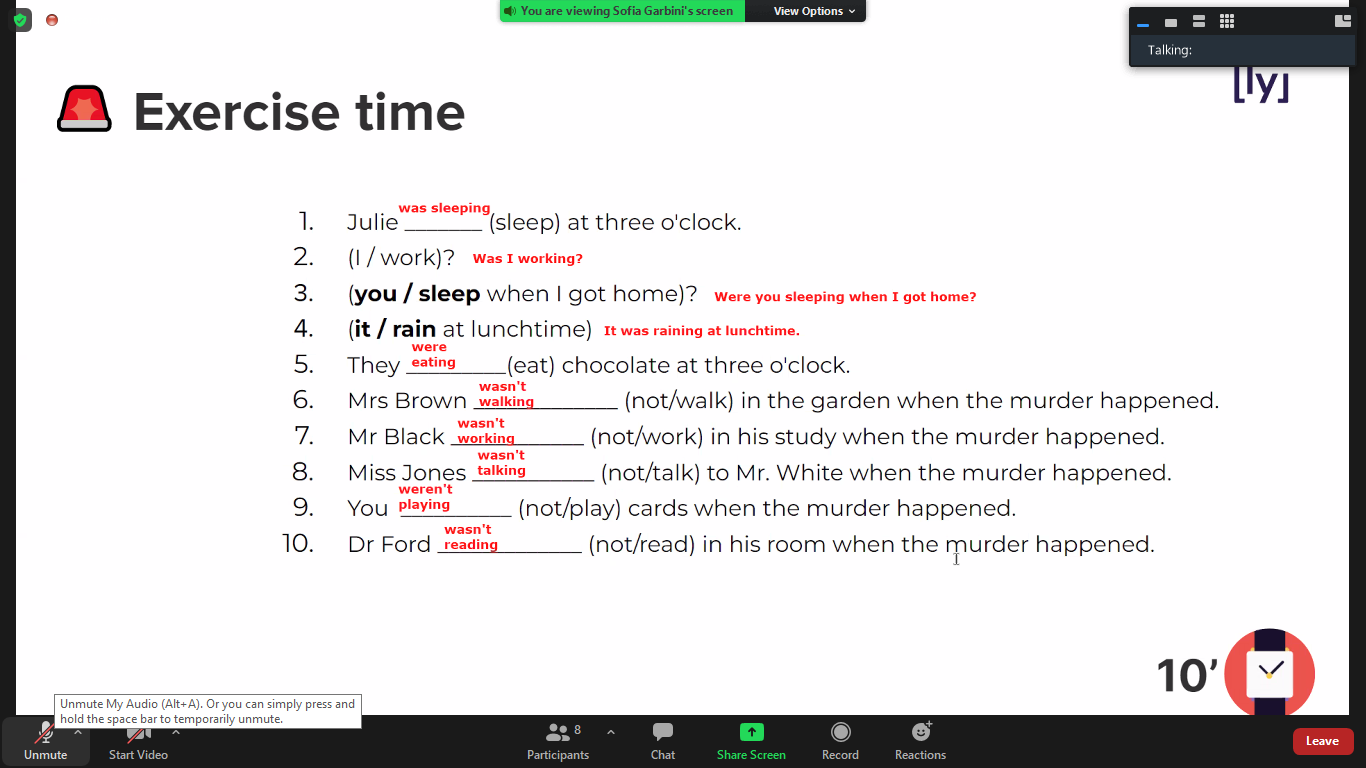 You are viewing Sofia Garbini's screen
View Options
Talking:
[ly]
Exercise time
1. Julie _______ (sleep) at three o'clock.
was sleeping
2. (I / work)? Was I working?
3. (you / sleep when I got home)? Were you sleeping when I got home?
4. (it / rain at lunchtime) It was raining at lunchtime.
5. They _________(eat) chocolate at three o'clock.
were
eating
6. Mrs Brown _____________ (not/walk) in the garden when the murder happened.
wasn't
walking
7. Mr Black ____________ (not/work) in his study when the murder happened.
wasn't
working
8. Miss Jones ___________ (not/talk) to Mr. White when the murder happened.
wasn't
talking
9. You __________ (not/play) cards when the murder happened.
weren't
playing
10. Dr Ford _____________ (not/read) in his room when the murder happened.
wasn't
reading
10’
Unmute My Audio (Alt+A). Or you can simply press and
hold the space bar to temporarily unmute.
Unmute
Start Video
Participants
8
Chat
Share Screen
Record
Reactions
Leave